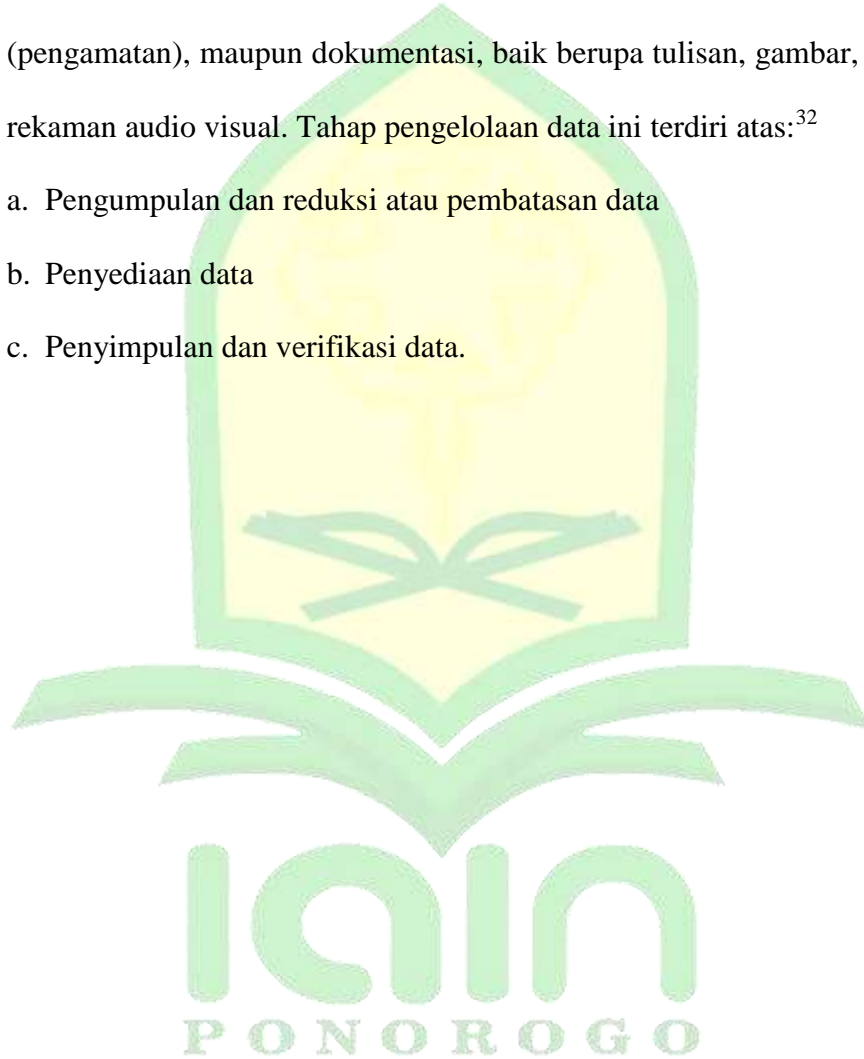 (pengamatan), maupun dokumentasi, baik berupa tulisan, gambar,
rekaman audio visual. Tahap pengelolaan data ini terdiri atas:32
a. Pengumpulan dan reduksi atau pembatasan data
b. Penyediaan data
c. Penyimpulan dan verifikasi data.
iain
PONOROGO